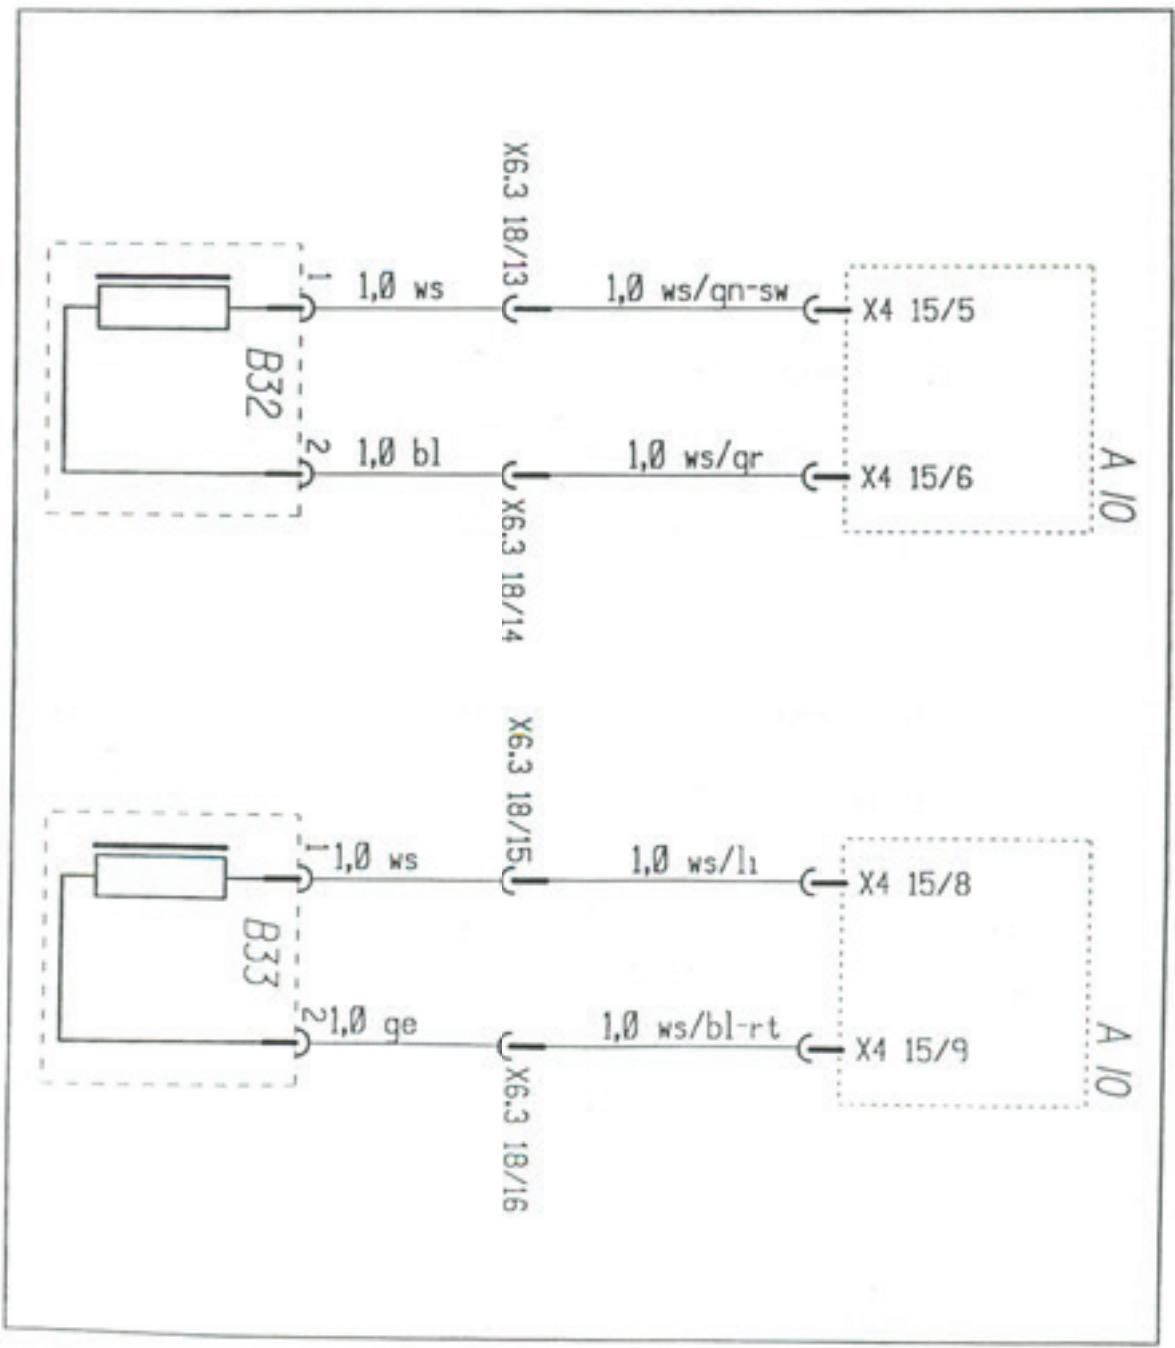 X6.3 18/13
1
1,0 ws
1,0 ws/gn-sw
X4 15/5
B32
A 10
2
1,0 bl
1,0 ws/gr
X4 15/6
X6.3 18/14
X6.3 18/15
1
1,0 ws
1,0 ws/li
X4 15/8
B33
A 10
2
1,0 ge
1,0 ws/bl-rt
X4 15/9
X6.3 18/16